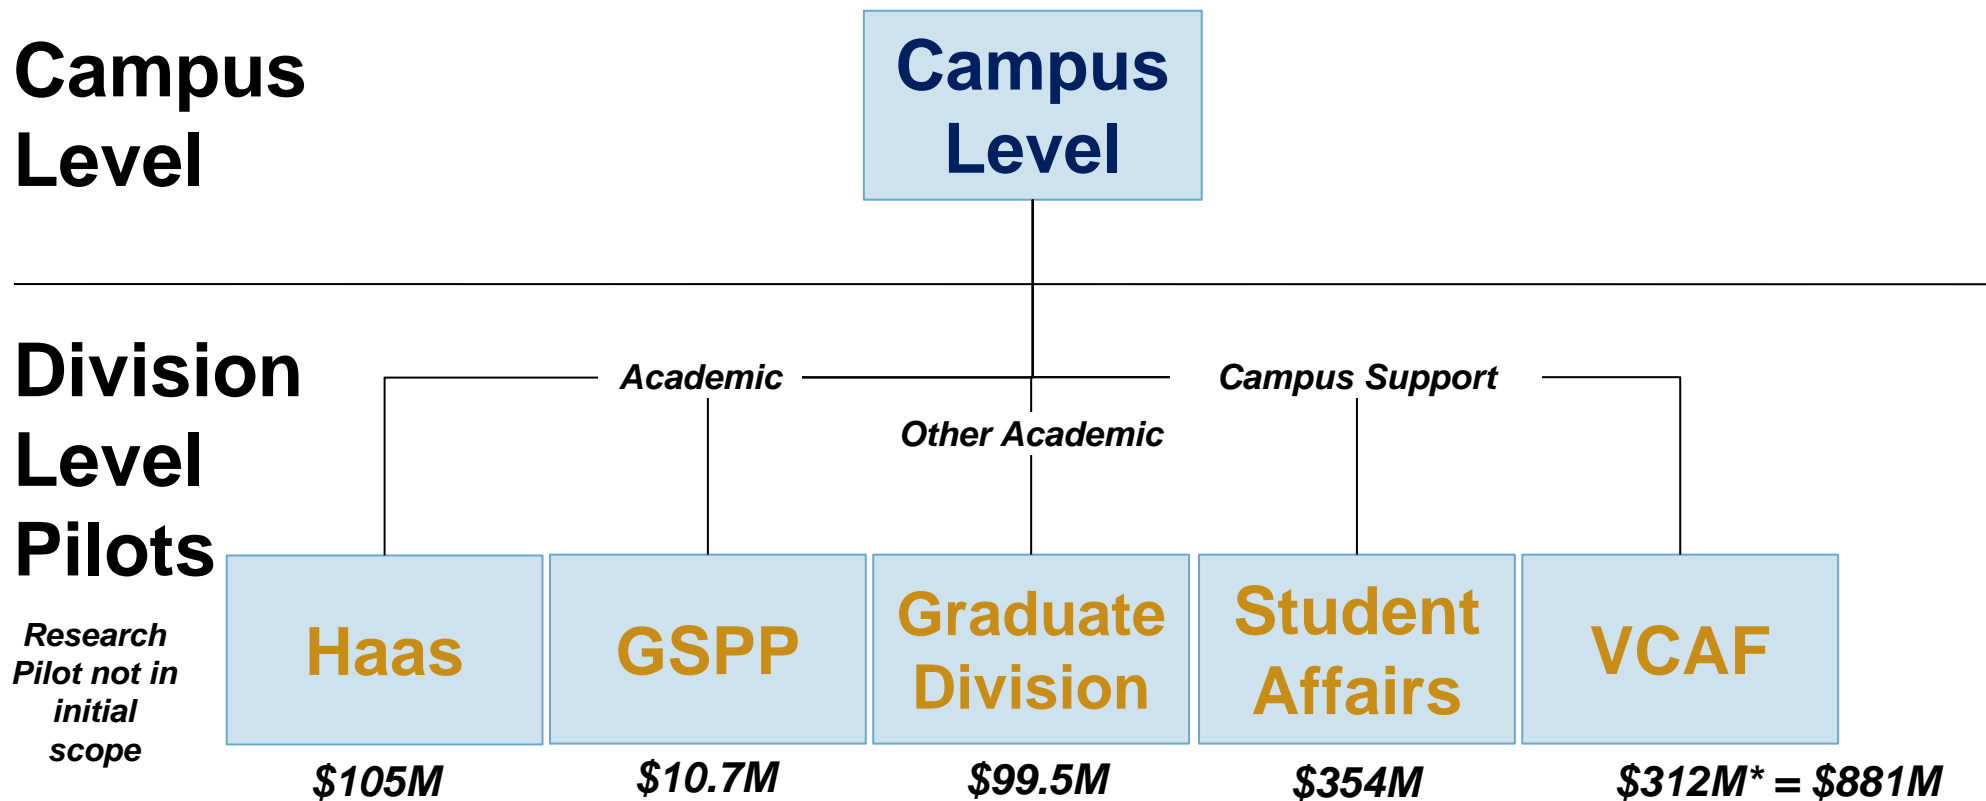 Campus
Level
Campus
Level
Division
Level
Pilots
Research
Pilot not in
initial
scope
Academic
Campus Support
Other Academic
Haas
GSPP
Graduate
Division
Student
Affairs
VCAF
$105M
$10.7M
$99.5M
$354M
$312M* = $881M